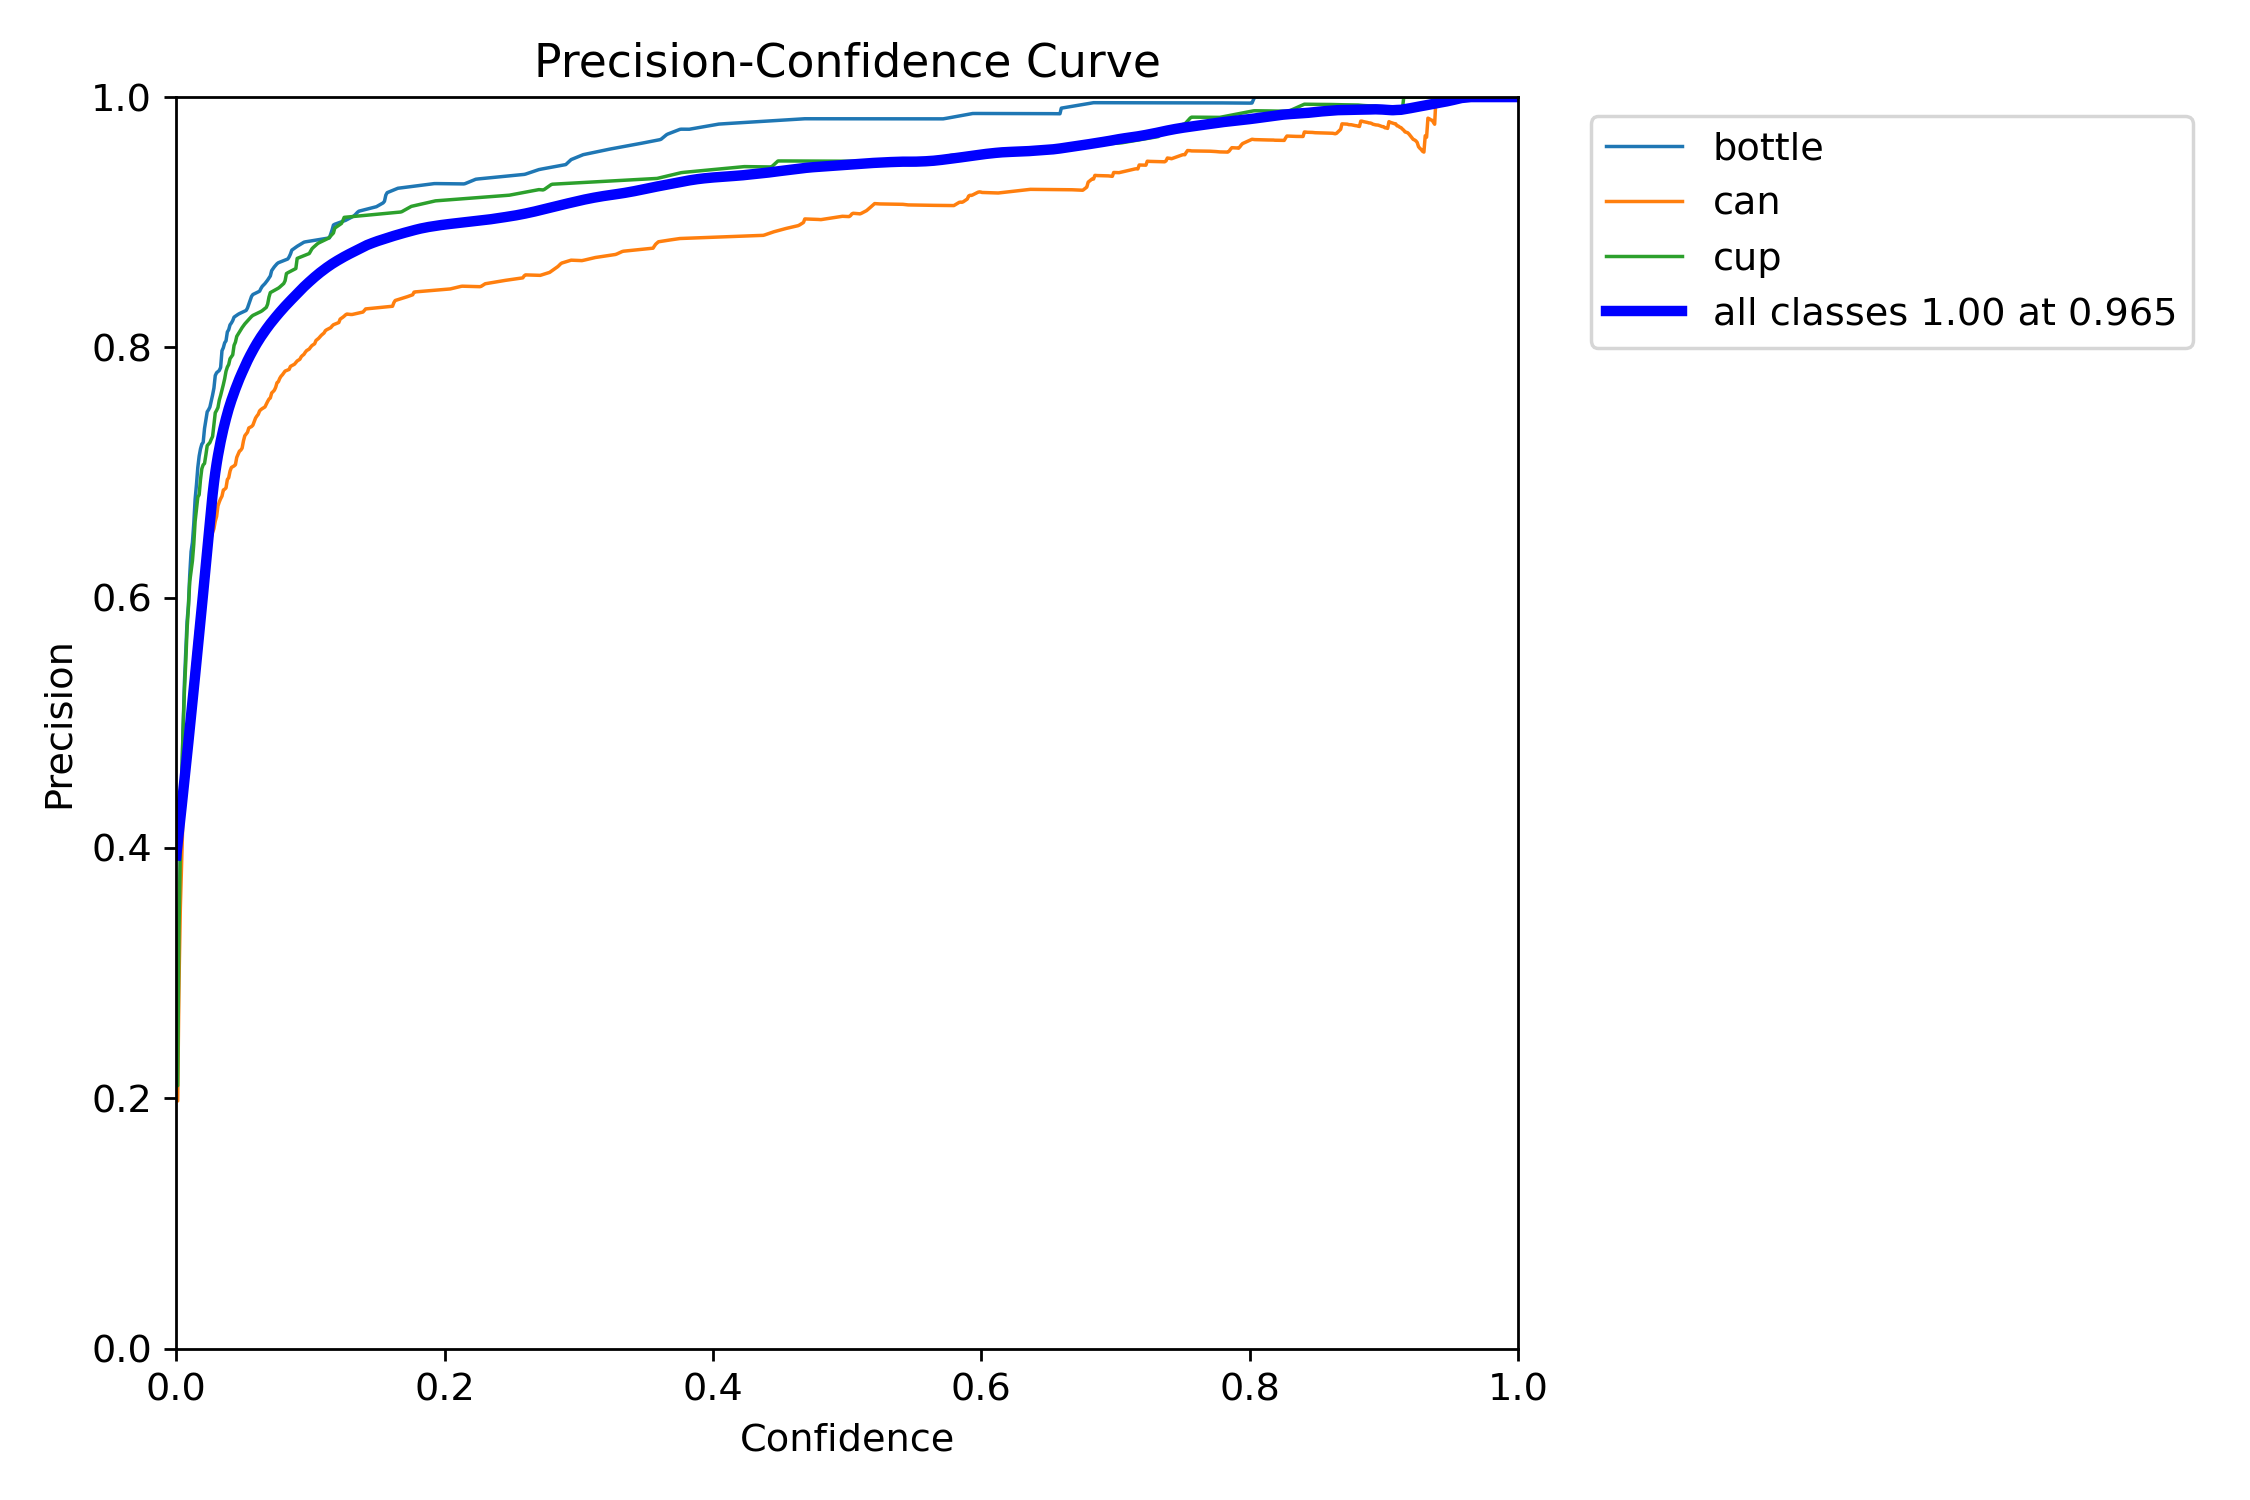 Precision-Confidence Curve
1.0
0.8
0.6
0.4
0.2
0.0
Precision
0.0 0.2 0.4 0.6 0.8 1.0
Confidence
bottle
can
cup
all classes 1.00 at 0.965